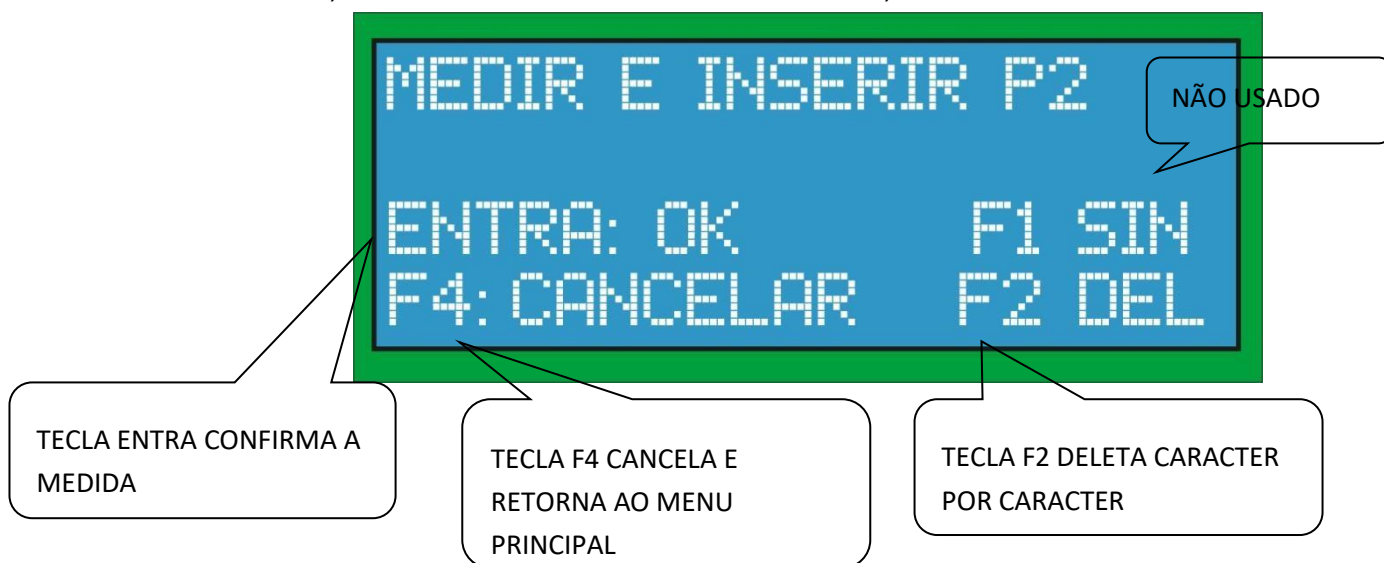 MEDIR E INSERIR P2
NÃO USADO
ENTRA: OK F1 SIN
F4: CANCELAR F2 DEL
TECLA ENTRA CONFIRMA A
MEDIDA
TECLA F4 CANCELA E
RETORNA AO MENU
PRINCIPAL
TECLA F2 DELETA CARACTER
POR CARACTER